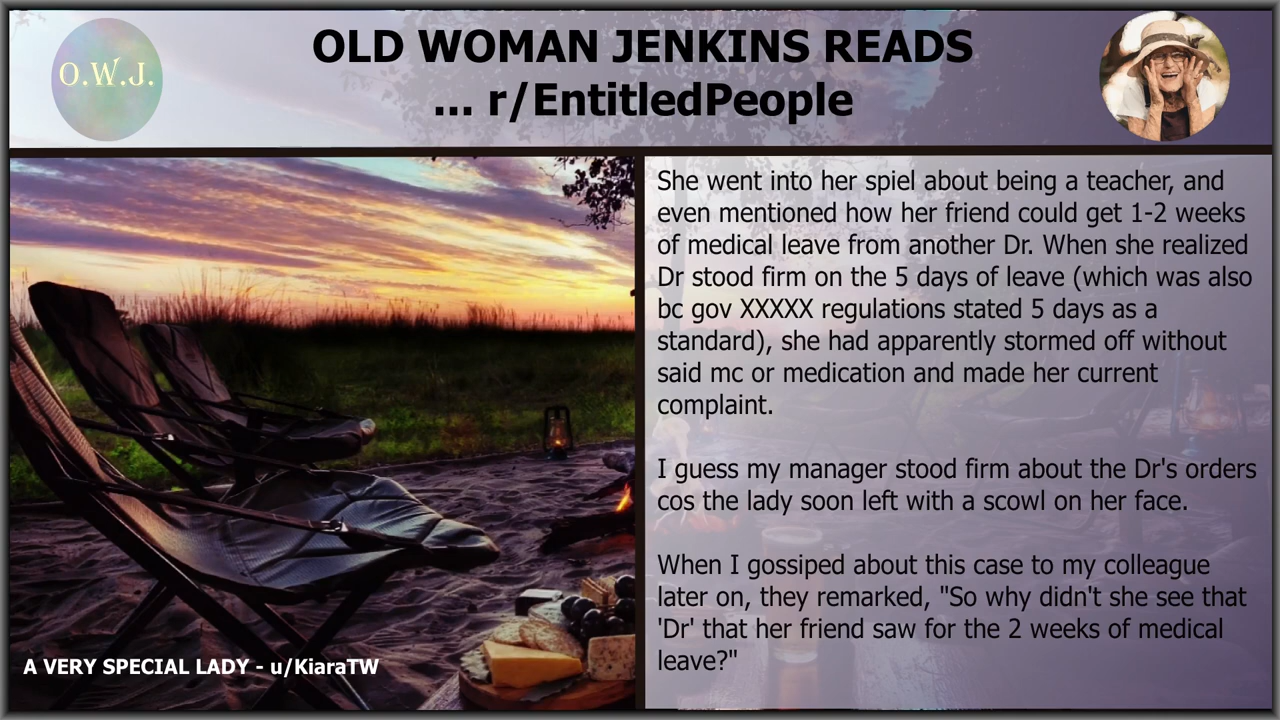 O.W.J.
OLD WOMAN JENKINS READS
... r/EntitledPeople
She went into her spiel about being a teacher, and
even mentioned how her friend could get 1-2 weeks
of medical leave from another Dr. When she realized
Dr stood firm on the 5 days of leave (which was also
bc gov XXXXX regulations stated 5 days as a
standard), she had apparently stormed off without
said mc or medication and made her current
complaint.
I guess my manager stood firm about the Dr's orders
cos the lady soon left with a scowl on her face.
When I gossiped about this case to my colleague
later on, they remarked, "So why didn't she see that
'Dr' that her friend saw for the 2 weeks of medical
leave?"
A VERY SPECIAL LADY - u/KiaraTW